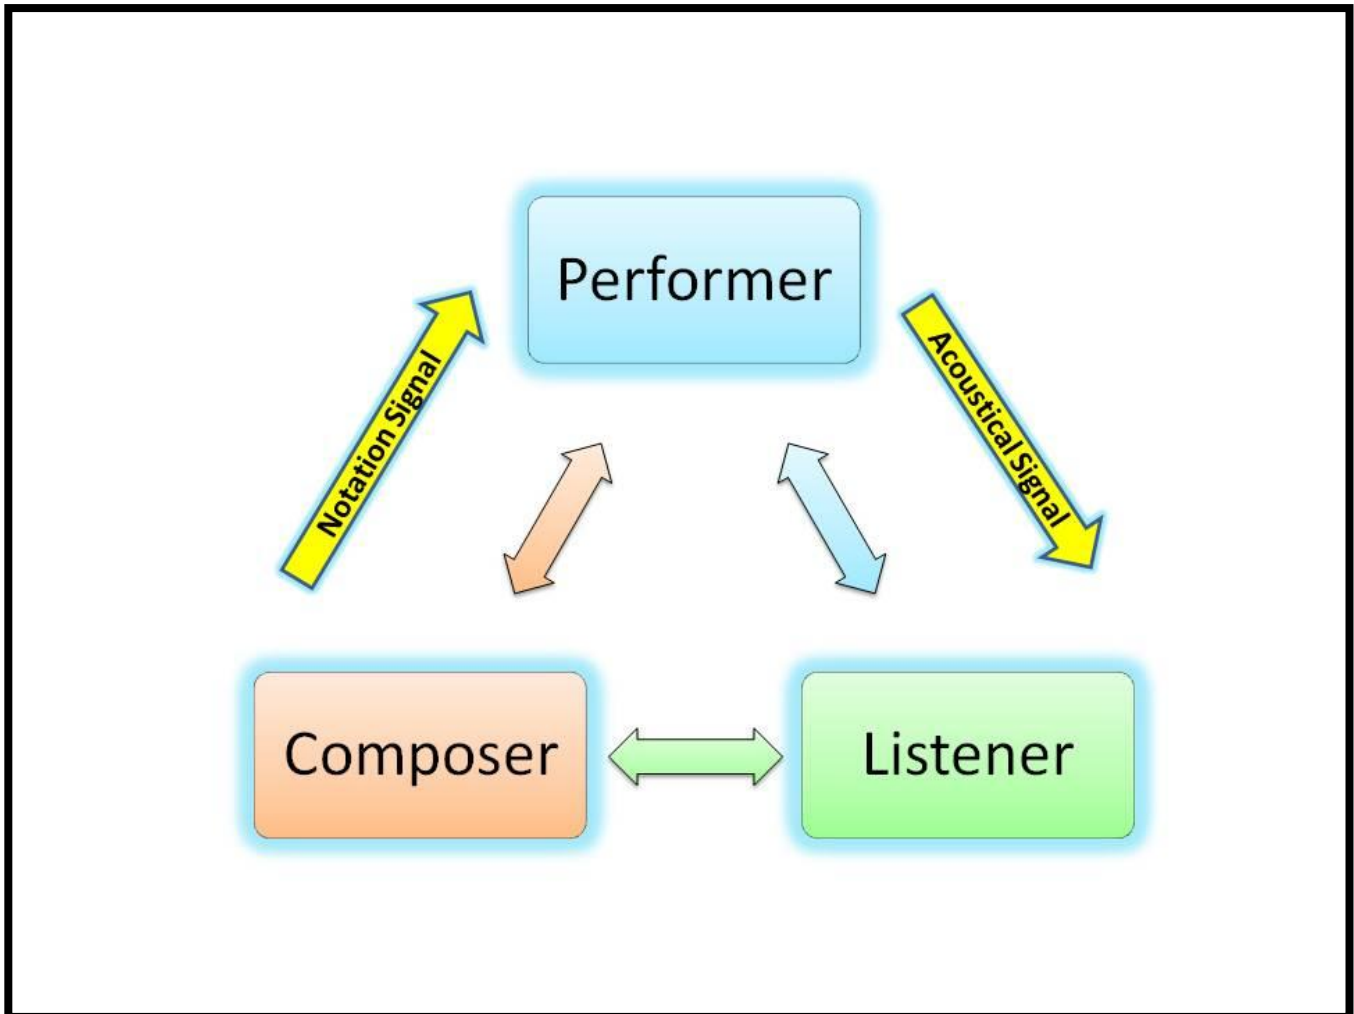 Performer
Notation Signal
Acoustical Signal
Composer
Listener